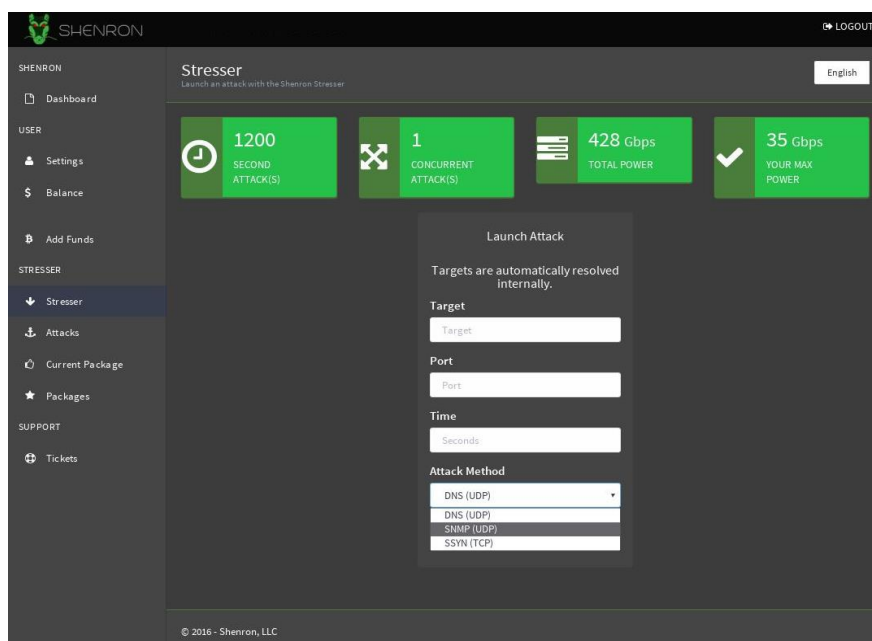 SHENRON
LOGOUT
SHENRON
Dashboard
USER
Settings
Balance
Add Funds
STRESSER
Stresser
Attacks
Current Package
Packages
SUPPORT
Tickets
Stresser
Launch an attack with the Shenron Stresser
English
1200
SECOND
ATTACK(S)
1
CONCURRENT
ATTACK(S)
428 Gbps
TOTAL POWER
35 Gbps
YOUR MAX
POWER
Launch Attack
Targets are automatically resolved
internally.
Target
Target
Port
Port
Time
Seconds
Attack Method
DNS (UDP)
DNS (UDP)
SNMP (UDP)
SSYN (TCP)
© 2016 - Shenron, LLC